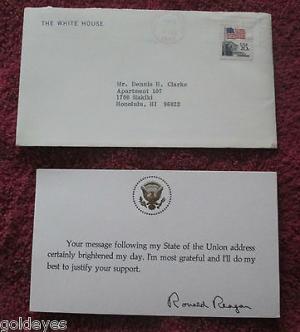 THE WHITE HOUSE
Mr. Dennis H. Clarke
Apartment 107
1700 Makiki
Honolulu, HI 96822
Your message following my State of the Union address
certainly brightened my day. I'm most grateful and I'll do my
best to justify your support.
Ronald Reagan
goldeyes